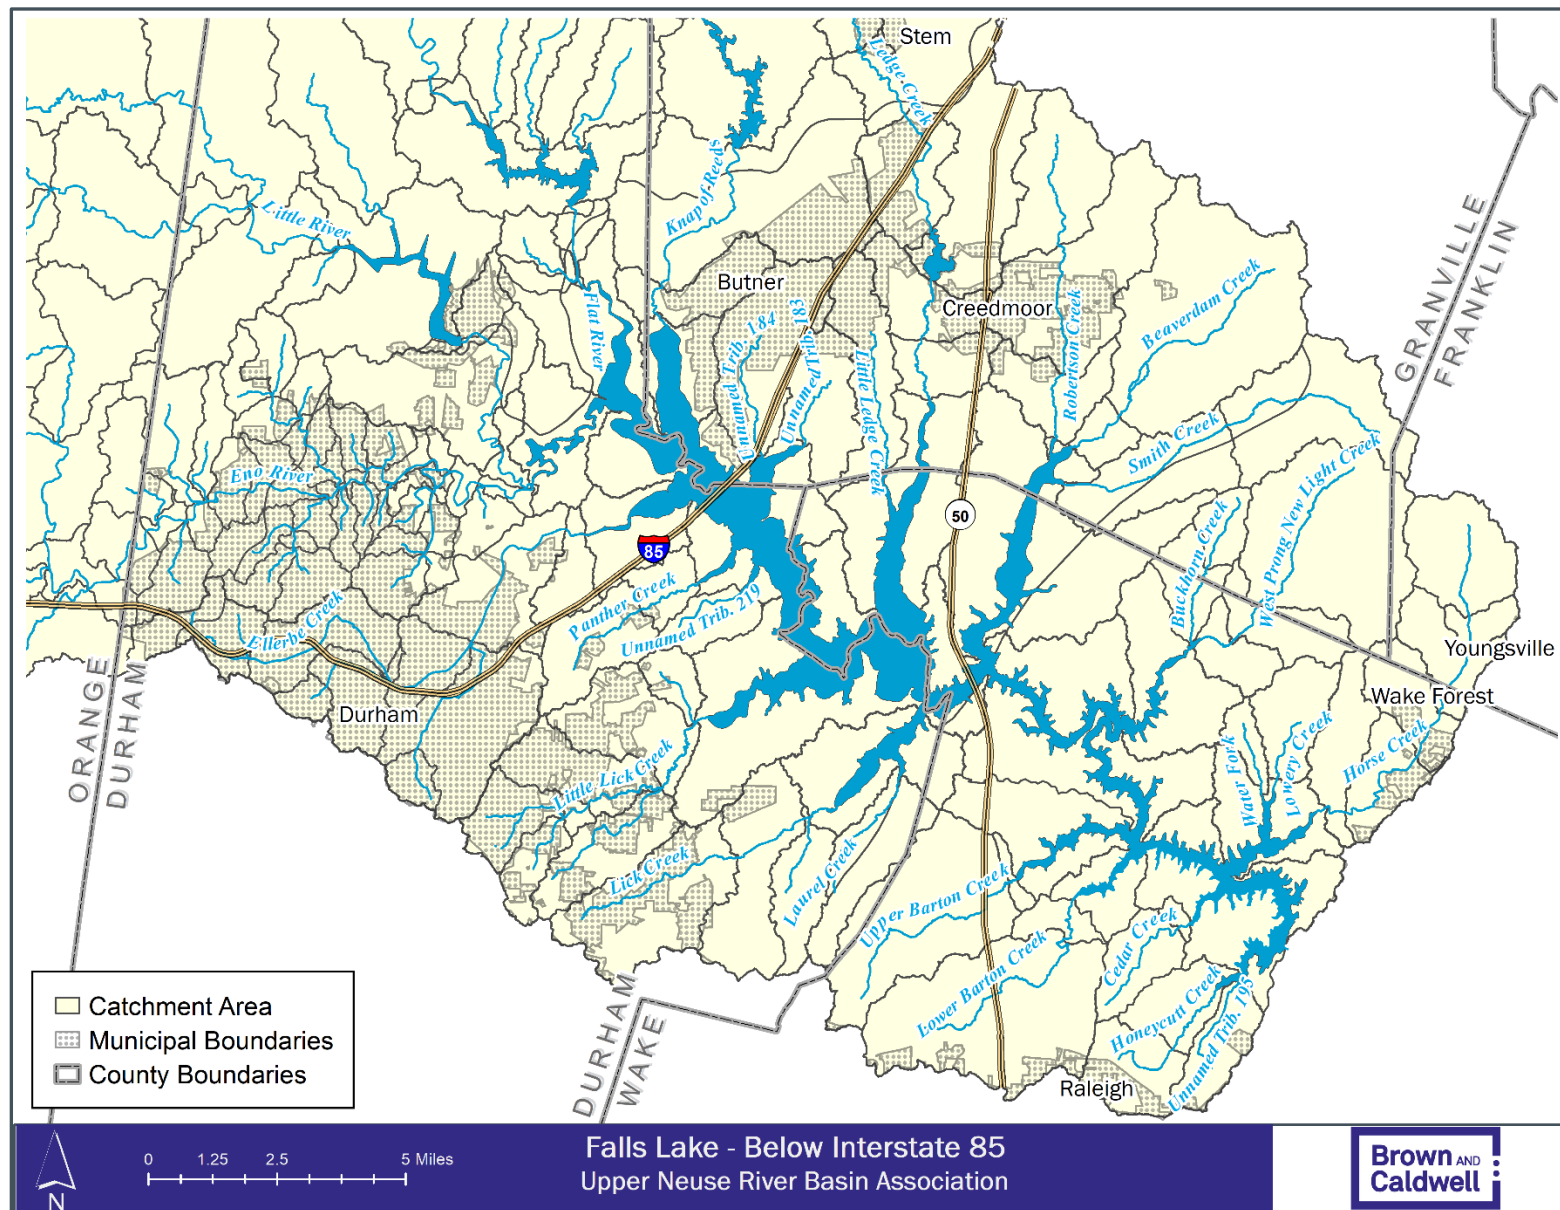 Stem
Ledge Creek
Knap of Reeds
Little River
Flat River
Butner
Unnamed Trib. 184
Unnamed Trib. 183
Little Ledge Creek
Creedmoor
Robertson Creek
Beaverdam Creek
GRANVILLE
FRANKLIN
Smith Creek
West Prong New Light Creek
Buckhorn Creek
Eno River
50
85
Panther Creek
Unnamed Trib. 219
Ellerbe Creek
ORANGE
DURHAM
Durham
Youngsville
Wake Forest
Horse Creek
Water Fork
Lowery Creek
Little Lick Creek
Lick Creek
Laurel Creek
Upper Barton Creek
Lower Barton Creek
Cedar Creek
Honeycutt Creek
Unnamed Trib. 195
Raleigh
DURHAM
WAKE
Catchment Area
Municipal Boundaries
County Boundaries
N
0 1.25 2.5 5 Miles
Falls Lake - Below Interstate 85
Upper Neuse River Basin Association
Brown AND
Caldwell